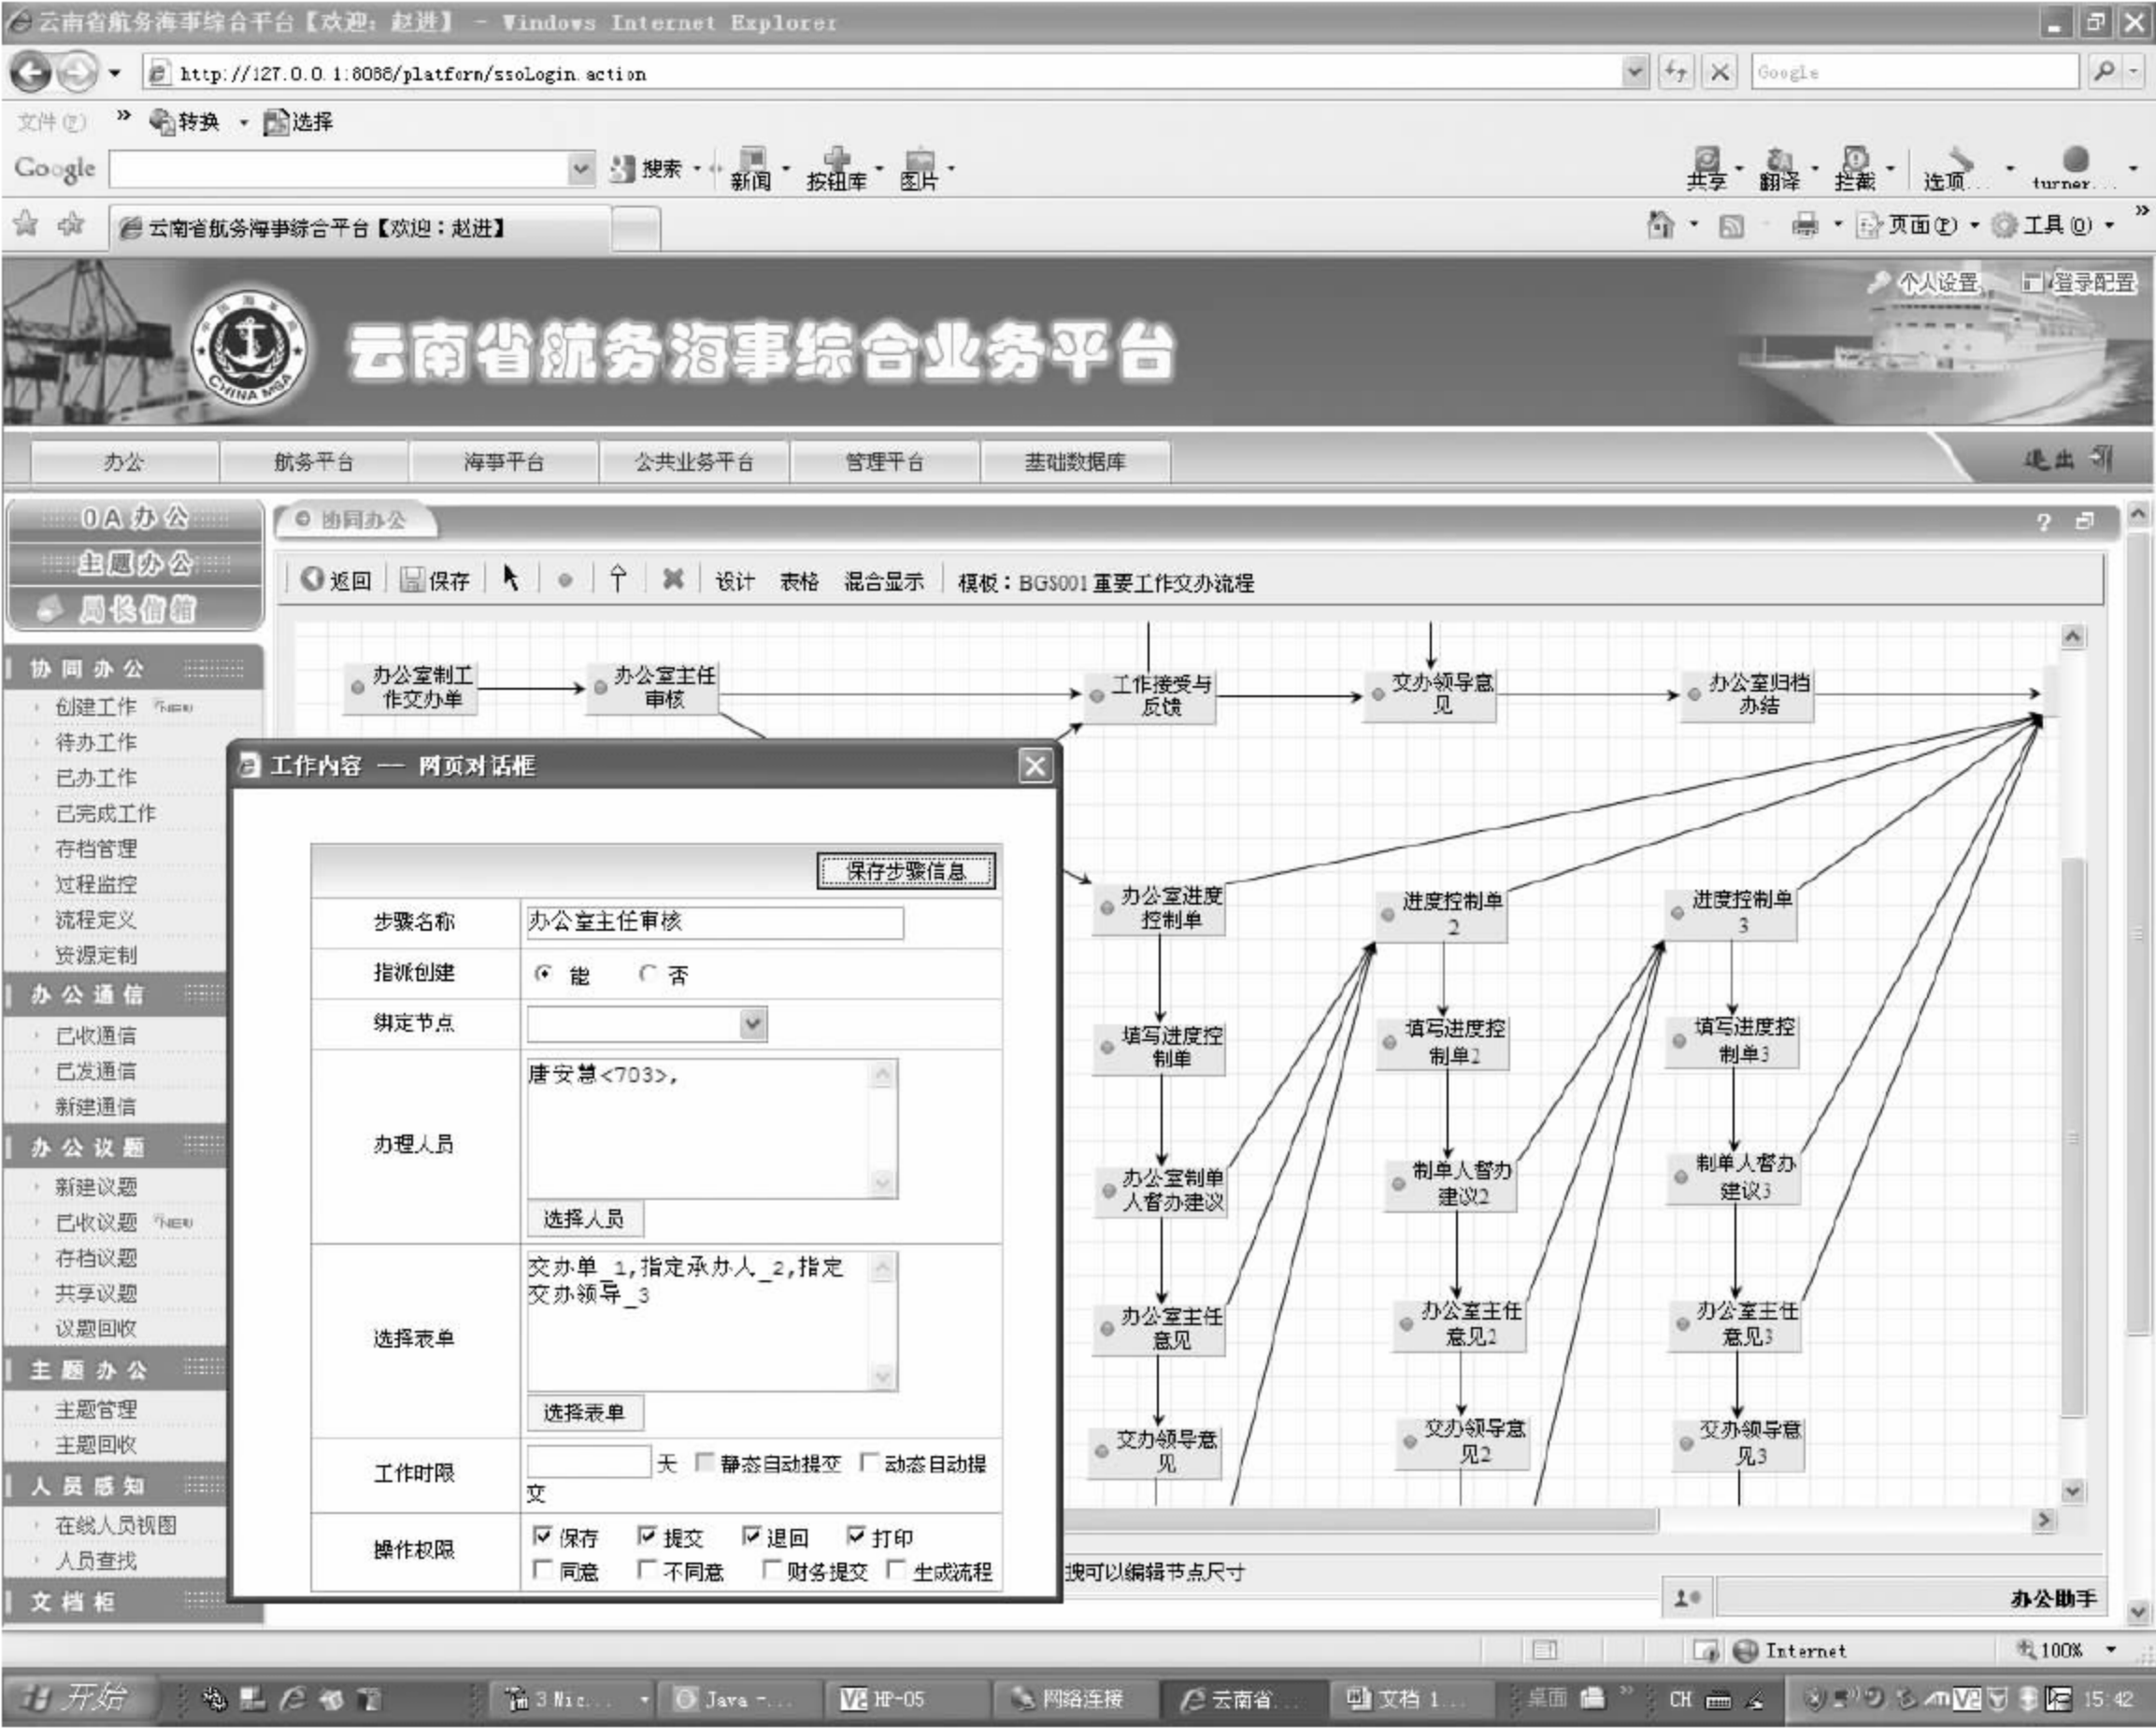 云南省航务海事综合平台【欢迎: 赵进】 - Windows Internet Explorer
http://127.0.0.1:8088/platform/ssoLogin.action
Google
文件(F) » 转换 选择
Google 搜索 新闻 按钮库 图片 共享 翻译 拦截 选项... turner...
云南省航务海事综合平台【欢迎：赵进】 页面(P) 工具(O) »
个人设置 登录配置
CHINA MSA
云南省航务海事综合业务平台
办公 航务平台 海事平台 公共业务平台 管理平台 基础数据库 退出
OA办公
主题办公
局长信箱
协同办公
创建工作 NEW
待办工作
已办工作
已完成工作
存档管理
过程监控
流程定义
资源定制
办公通信
已收通信
已发通信
新建通信
办公议题
新建议题
已收议题 NEW
存档议题
共享议题
议题回收
主题办公
主题管理
主题回收
人员感知
在线人员视图
人员查找
文档柜
协同办公 ?
返回 保存 设计 表格 混合显示 模板：BGS001重要工作交办流程
办公室制工
作交办单
办公室主任
审核
工作接受与
反馈
交办领导意
见
办公室归档
办结
工作内容 -- 网页对话框
保存步骤信息
步骤名称 办公室主任审核
指派创建 能 否
绑定节点
办理人员
唐安慧<703>,
选择人员
选择表单
交办单_1,指定承办人_2,指定
交办领导_3
选择表单
工作时限 天 静态自动提交 动态自动提
交
操作权限 保存 提交 退回 打印
同意 不同意 财务提交 生成流程
办公室进度
控制单
填写进度控
制单
办公室制单
人督办建议
办公室主任
意见
交办领导意
见
进度控制单
2
填写进度控
制单2
制单人督办
建议2
办公室主任
意见2
交办领导意
见2
进度控制单
3
填写进度控
制单3
制单人督办
建议3
办公室主任
意见3
交办领导意
见3
拽可以编辑节点尺寸
办公助手
Internet 100%
开始 3 Nic... Java -... HP-05 网络连接 云南省... 文档 1... 桌面 » CH 15:42